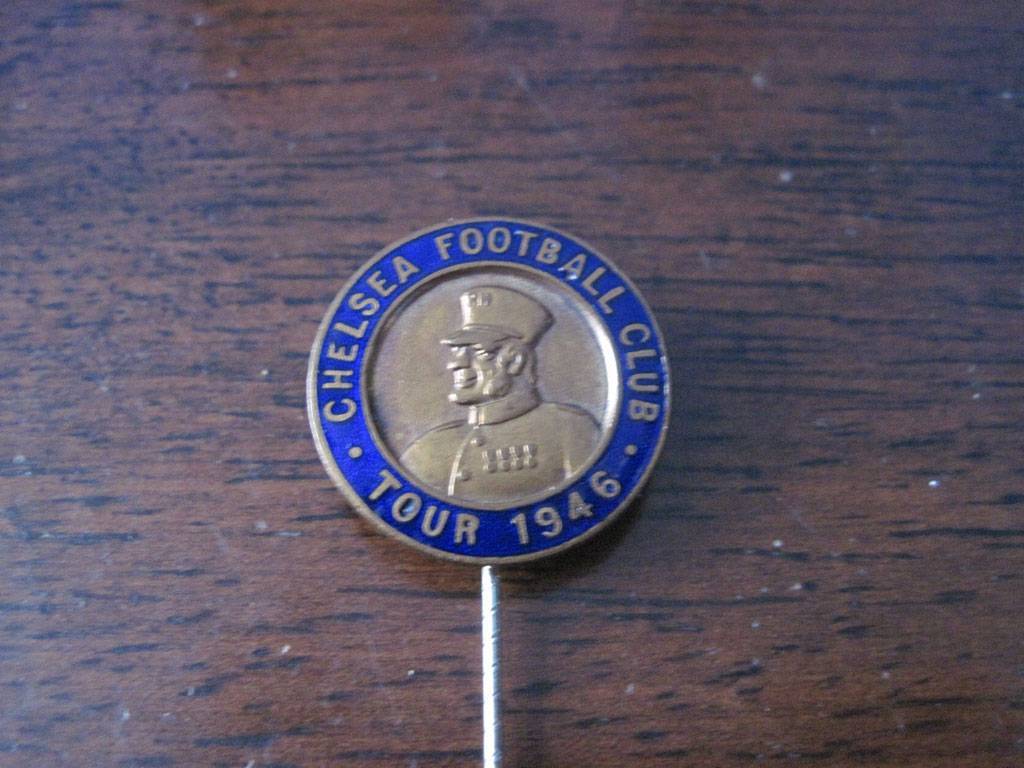 CHELSEA FOOTBALL CLUB
· TOUR 1946 ·